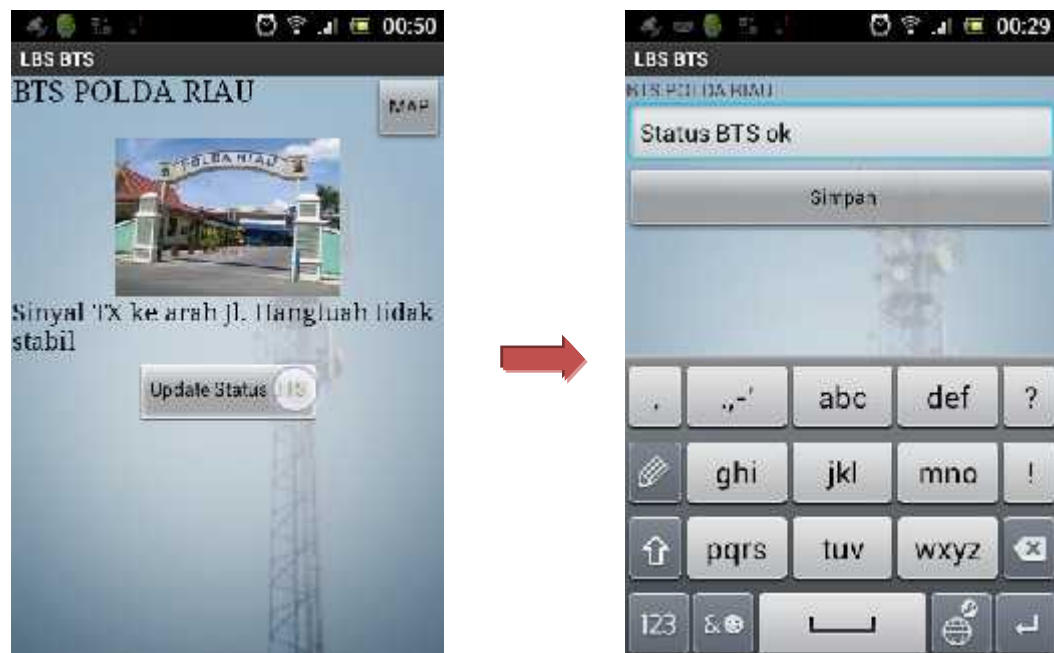 00:50
LBS BTS
BTS POLDA RIAU
MAP
POLDA RIAU
Sinyal TX ke arah Jl. Hangtuah tidak
stabil
Update Status BTS
00:29
LBS BTS
BTS POLDA RIAU
Status BTS ok
Simpan
.,-' abc def ?
ghi jkl mno !
pqrs tuv wxyz
123 &